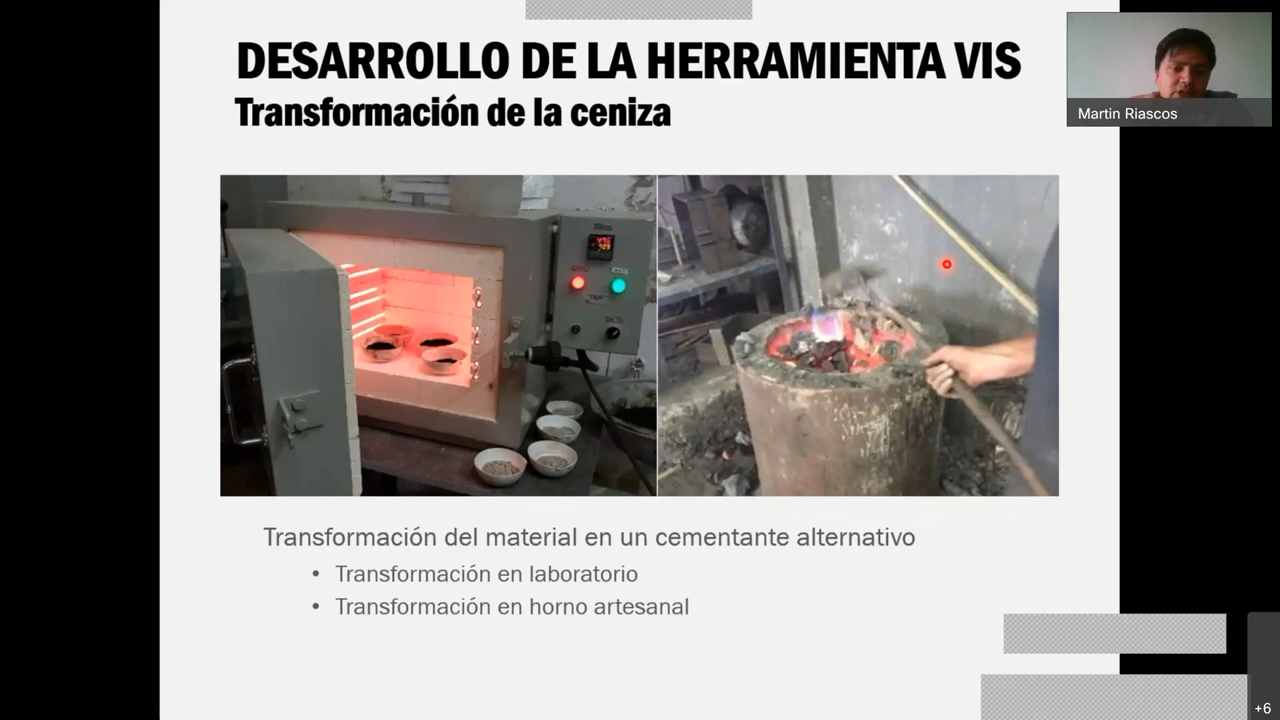 DESARROLLO DE LA HERRAMIENTA VIS
Transformación de la ceniza
Martin Riascos
Transformación del material en un cementante alternativo
• Transformación en laboratorio
• Transformación en horno artesanal
+6